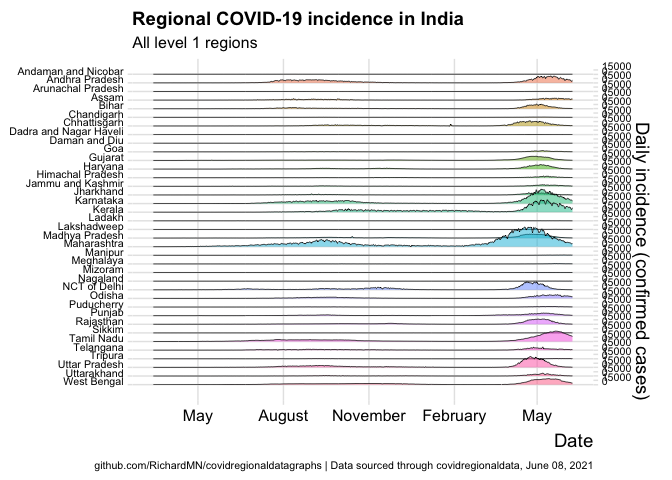 Regional COVID-19 incidence in India
All level 1 regions
Andaman and Nicobar
Andhra Pradesh
Arunachal Pradesh
Assam
Bihar
Chandigarh
Chhattisgarh
Dadra and Nagar Haveli
Daman and Diu
Goa
Gujarat
Haryana
Himachal Pradesh
Jammu and Kashmir
Jharkhand
Karnataka
Kerala
Ladakh
Lakshadweep
Madhya Pradesh
Maharashtra
Manipur
Meghalaya
Mizoram
Nagaland
NCT of Delhi
Odisha
Puducherry
Punjab
Rajasthan
Sikkim
Tamil Nadu
Telangana
Tripura
Uttar Pradesh
Uttarakhand
West Bengal
15000
0
Daily incidence (confirmed cases)
May August November February May
Date
github.com/RichardMN/covidregionaldatagraphs | Data sourced through covidregionaldata, June 08, 2021